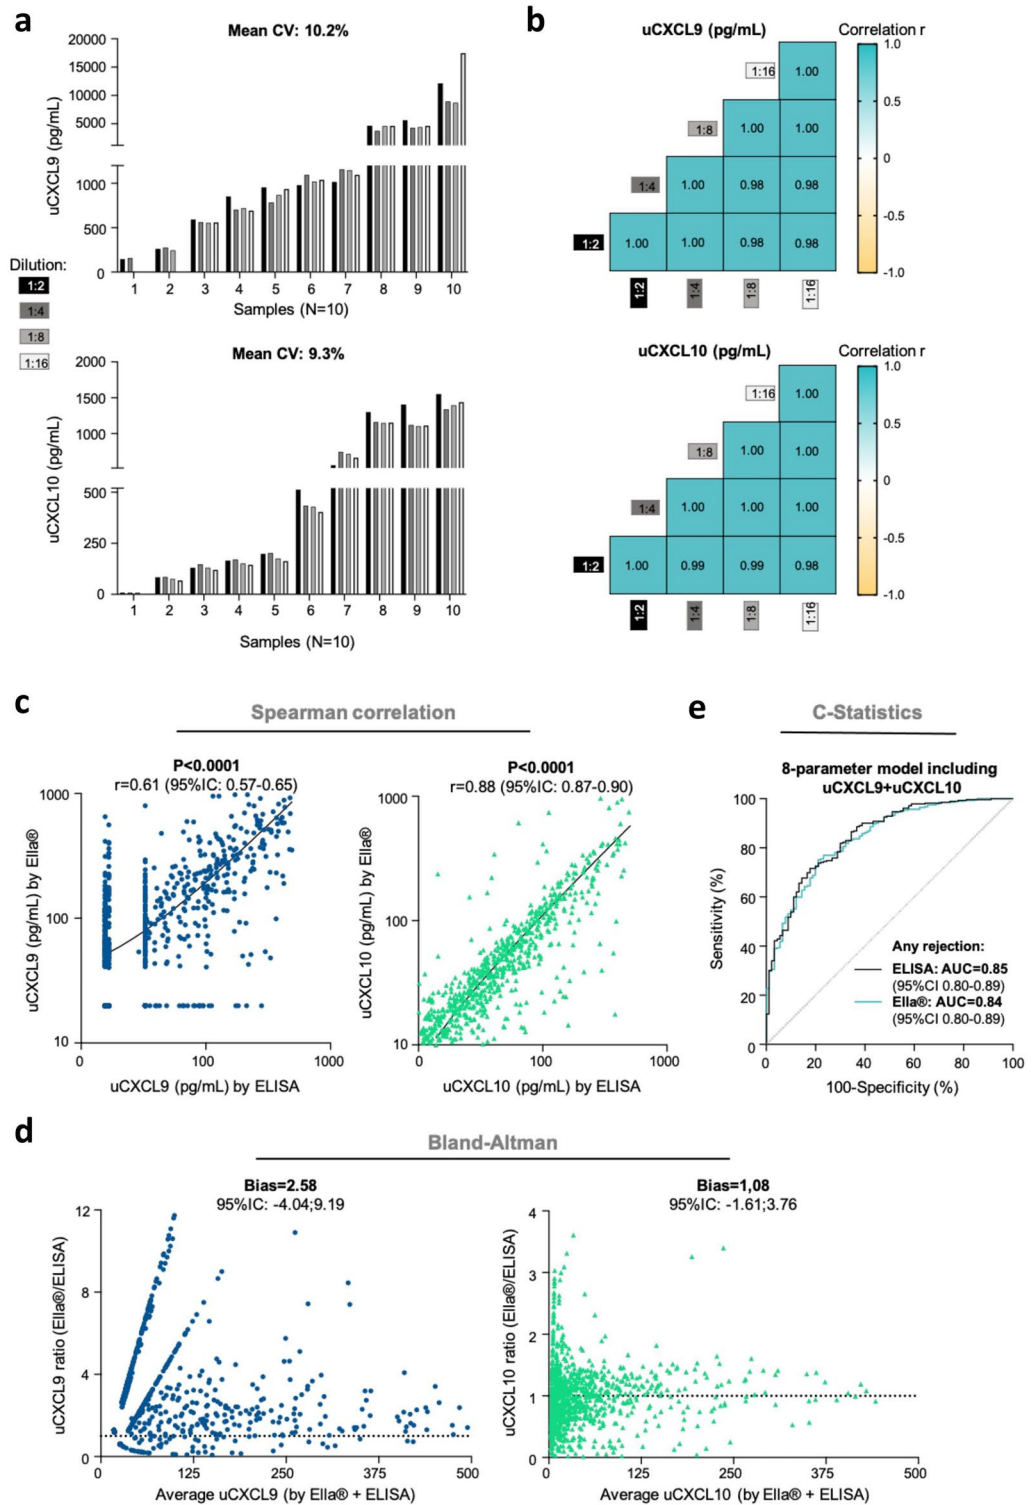 a
Mean CV: 10.2%
uCXCL9 (pg/mL)
20000
15000
10000
5000
1000
500
0
1 2 3 4 5 6 7 8 9 10
Samples (N=10)
Dilution:
1:2
1:4
1:8
1:16
Mean CV: 9.3%
uCXCL10 (pg/mL)
2000
1500
1000
500
250
0
1 2 3 4 5 6 7 8 9 10
Samples (N=10)
b
uCXCL9 (pg/mL)
Correlation r
1:16 1.00
1:8 1.00 1.00
1:4 1.00 0.98 0.98
1:2 1.00 1.00 0.98 0.98
1:2 1:4 1:8 1:16
1.0
0.5
0
-0.5
-1.0
uCXCL10 (pg/mL)
Correlation r
1:16 1.00
1:8 1.00 1.00
1:4 1.00 1.00 1.00
1:2 1.00 0.99 0.99 0.98
1:2 1:4 1:8 1:16
1.0
0.5
0
-0.5
-1.0
c
Spearman correlation
P<0.0001
r=0.61 (95%IC: 0.57-0.65)
uCXCL9 (pg/mL) by Ella®
1000
100
10
0 100 1000
uCXCL9 (pg/mL) by ELISA
P<0.0001
r=0.88 (95%IC: 0.87-0.90)
uCXCL10 (pg/mL) by Ella®
1000
100
10
0 100 1000
uCXCL10 (pg/mL) by ELISA
e
C-Statistics
8-parameter model including
uCXCL9+uCXCL10
Sensitivity (%)
100
80
60
40
20
0
Any rejection:
ELISA: AUC=0.85
(95%CI 0.80-0.89)
Ella®: AUC=0.84
(95%CI 0.80-0.89)
0 20 40 60 80 100
100-Specificity (%)
d
Bland-Altman
Bias=2.58
95%IC: -4.04;9.19
uCXCL9 ratio (Ella®/ELISA)
12
8
4
0
0 125 250 375 500
Average uCXCL9 (by Ella® + ELISA)
Bias=1,08
95%IC: -1.61;3.76
uCXCL10 ratio (Ella®/ELISA)
4
3
2
1
0
0 125 250 375 500
Average uCXCL10 (by Ella® + ELISA)